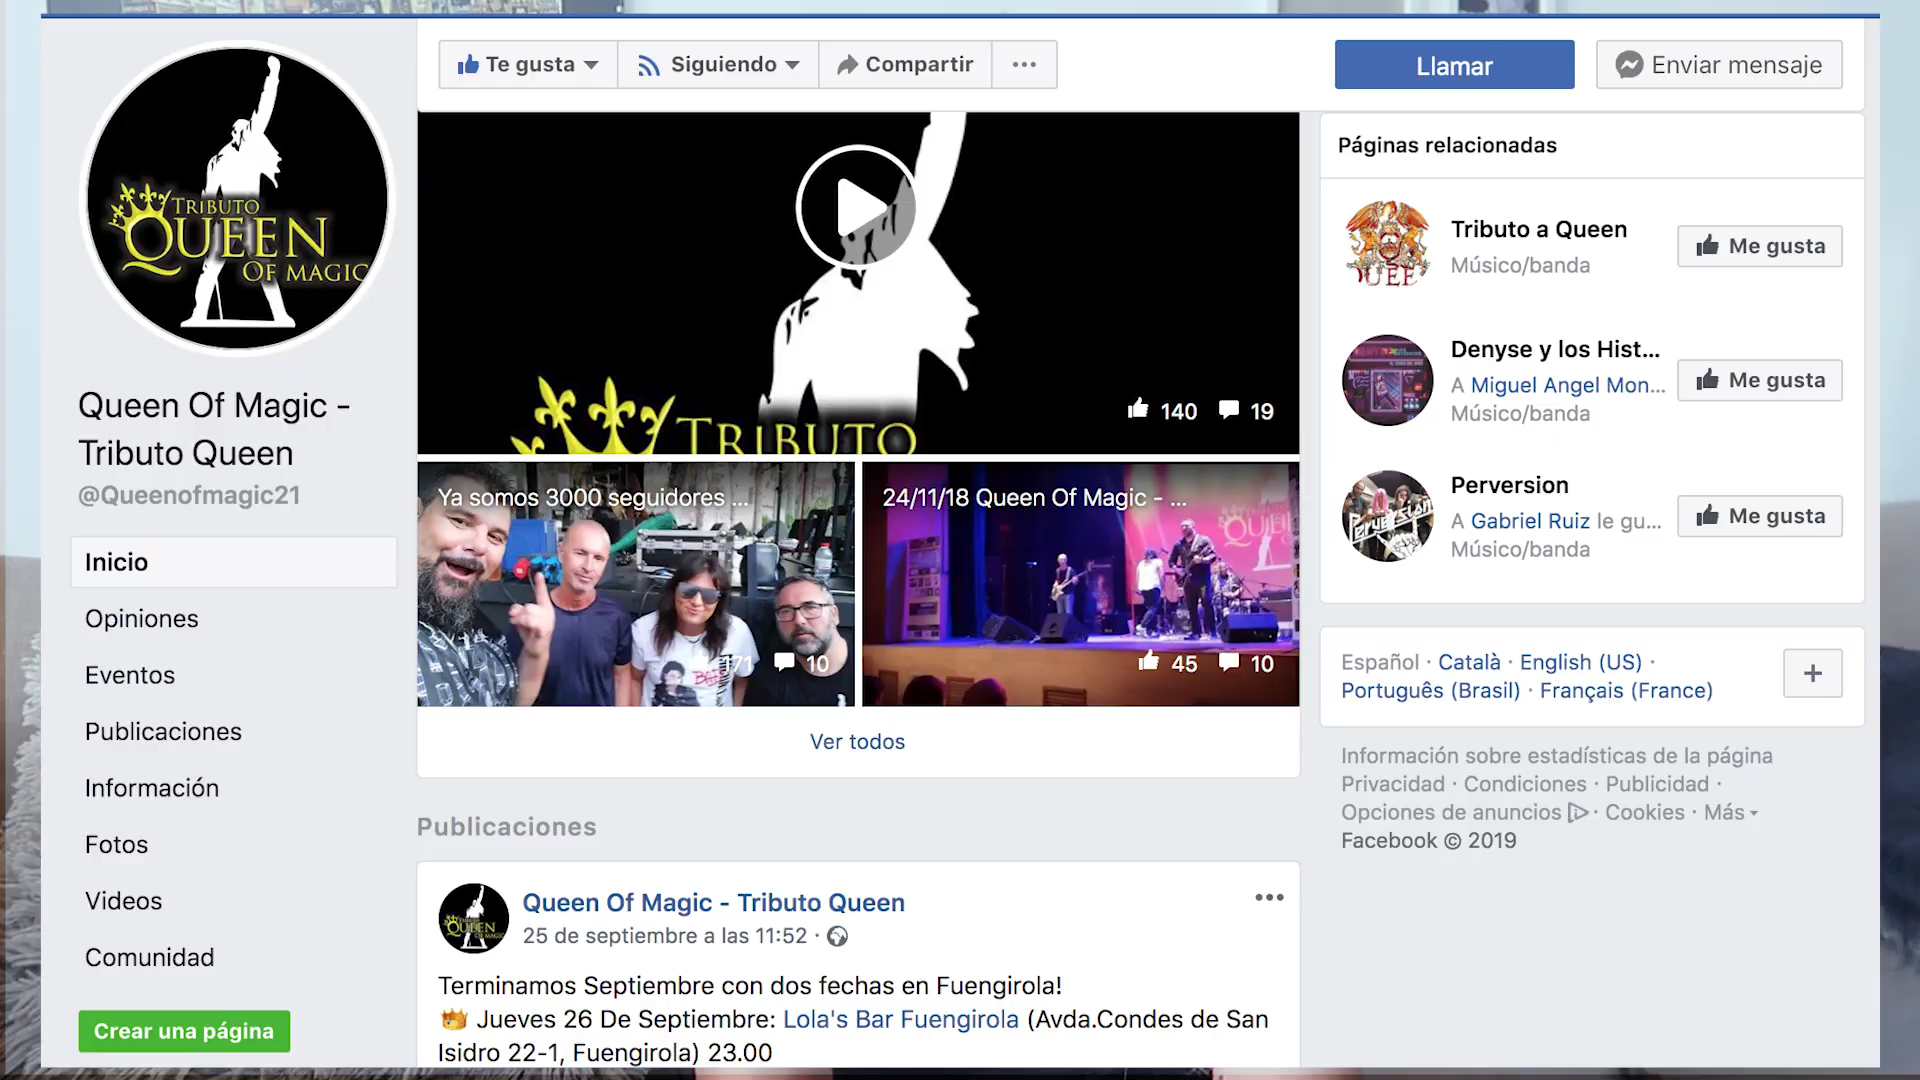 TRIBUTO
QUEEN
OF MAGIC
Queen Of Magic -
Tributo Queen
@Queenofmagic21
Inicio
Opiniones
Eventos
Publicaciones
Información
Fotos
Videos
Comunidad
Crear una página
Te gusta
Siguiendo
Compartir
Llamar
Enviar mensaje
TRIBUTO
140
19
Ya somos 3000 seguidores ...
171
10
24/11/18 Queen Of Magic - ...
QUEEN
45
10
Ver todos
Publicaciones
QUEEN
OF MAGIC
Queen Of Magic - Tributo Queen
25 de septiembre a las 11:52 ·
Terminamos Septiembre con dos fechas en Fuengirola!
Jueves 26 De Septiembre: Lola's Bar Fuengirola (Avda.Condes de San
Isidro 22-1, Fuengirola) 23.00
Páginas relacionadas
Tributo a Queen
Músico/banda
Me gusta
Denyse y los Hist...
A Miguel Angel Mon...
Músico/banda
Me gusta
Perversion
A Gabriel Ruiz le gu...
Músico/banda
Me gusta
Español · Català · English (US) ·
Português (Brasil) · Français (France)
Información sobre estadísticas de la página
Privacidad · Condiciones · Publicidad ·
Opciones de anuncios · Cookies · Más
Facebook © 2019